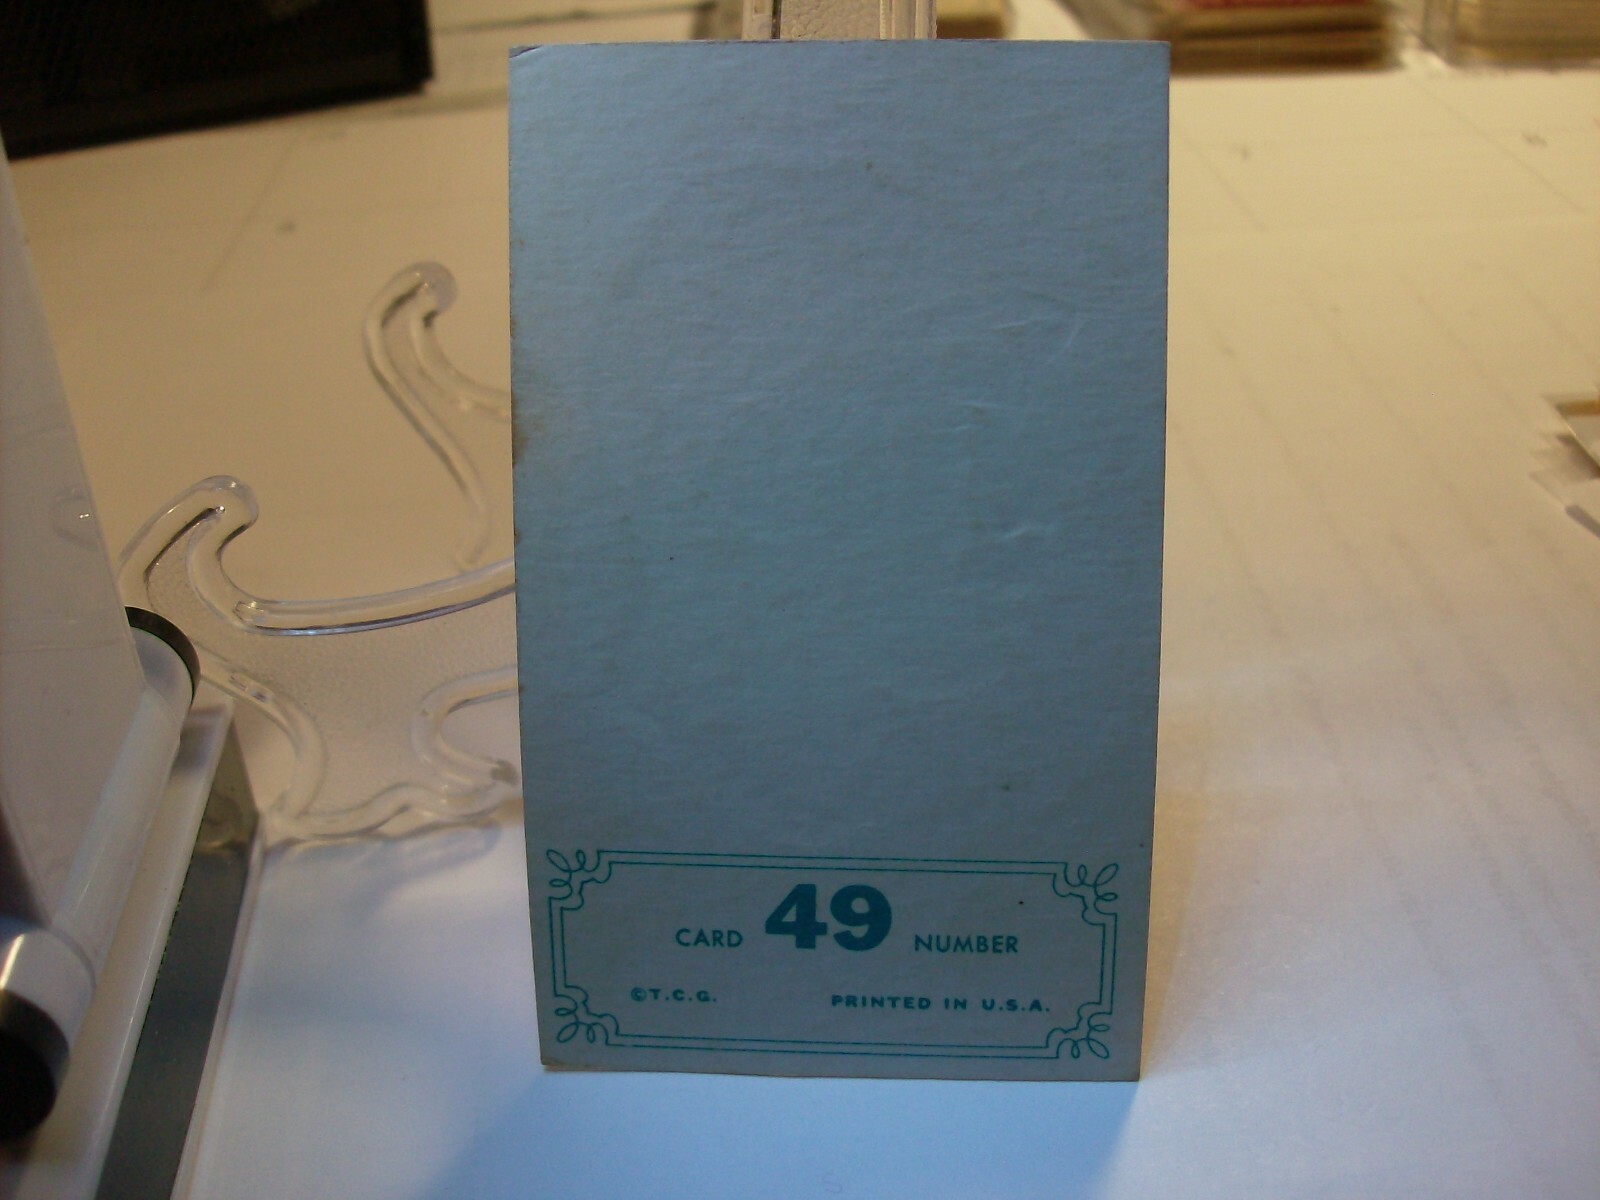 CARD 49 NUMBER
©T.C.G. PRINTED IN U.S.A.